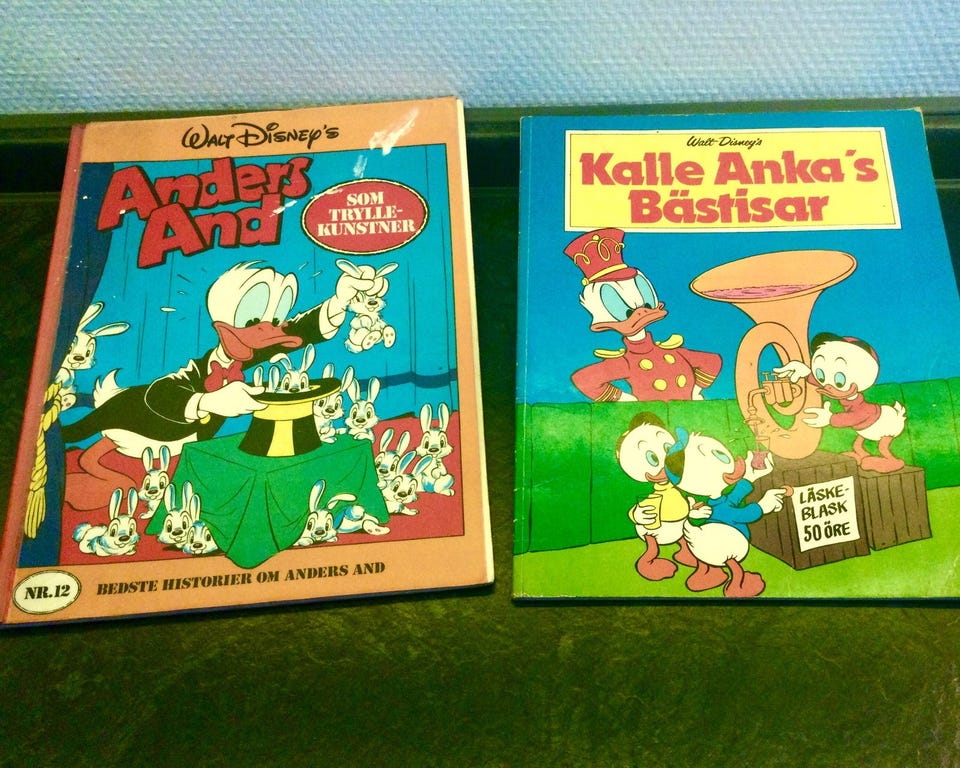 WALT DISNEY'S
Anders
And
SOM
TRYLLE-
KUNSTNER
NR.12
BEDSTE HISTORIER OM ANDERS AND
Walt Disney's
Kalle Anka's
Bästisar
LÄSKE-
BLASK
50 ÖRE